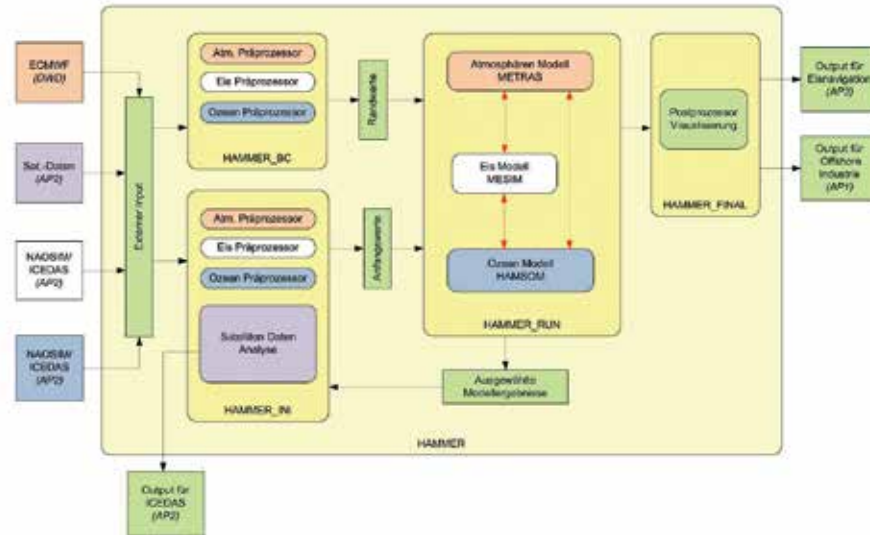 ECMWF
(DWD)
Sat.-Daten
(AP2)
NAOSIM/
ICEDAS
(AP2)
NAOSIM/
ICEDAS
(AP2)
Externer Input
Atm. Präprozessor
Eis Präprozessor
Ozean Präprozessor
HAMMER_BC
Atm. Präprozessor
Eis Präprozessor
Ozean Präprozessor
Satelliten Daten
Analyse
HAMMER_INI
Randwerte
Anfangswerte
Atmosphären Modell
METRAS
Eis Modell
MESIM
Ozean Modell
HAMSOM
HAMMER_RUN
Ausgewählte
Modellergebnisse
Postprozessor
Visualisierung
HAMMER_FINAL
HAMMER
Output für
Eisnavigation
(AP3)
Output für
Offshore
Industrie
(AP1)
Output für
ICEDAS
(AP2)